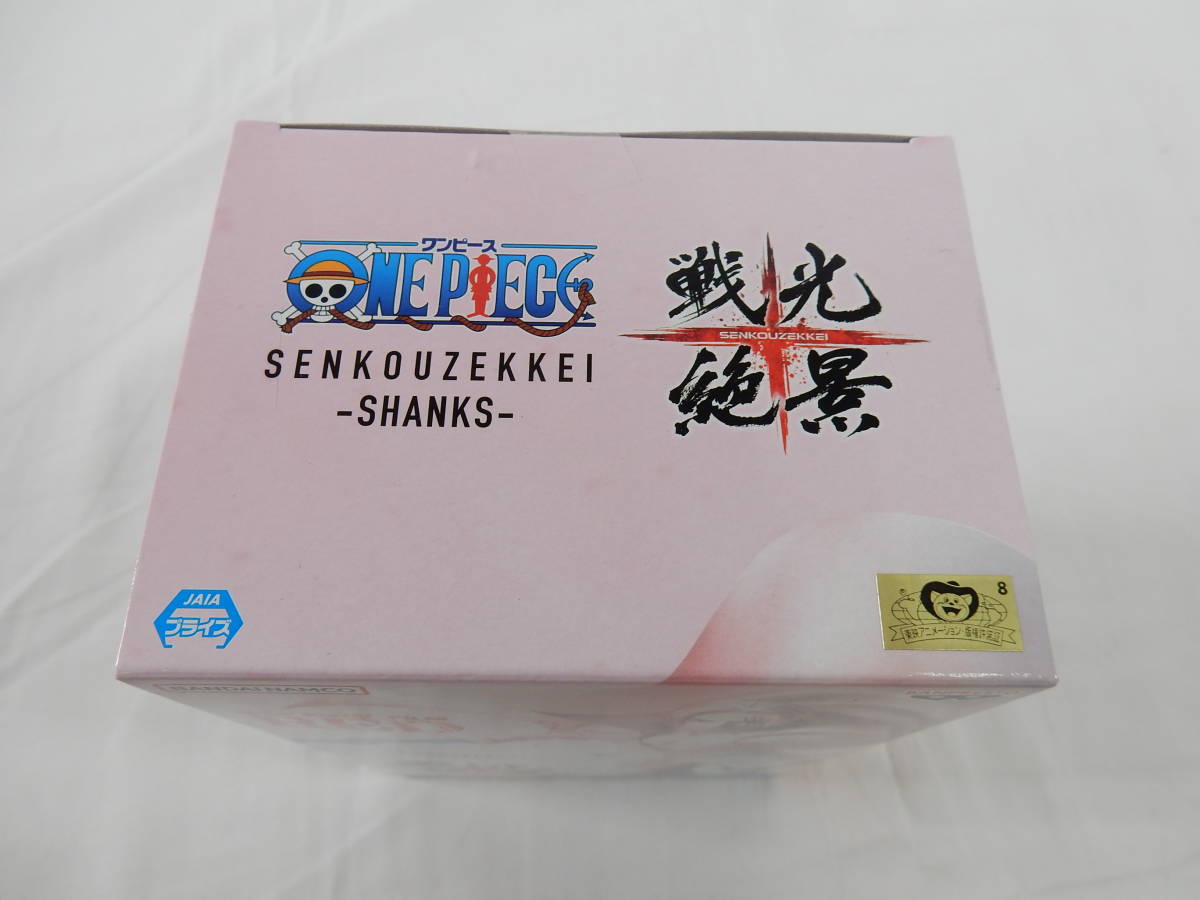 ワンピース
ONE PIECE
SENKOUZEKKEI
-SHANKS-
戦光
SENKOUZEKKEI
絶景
JAIA
プライズ
8
東映アニメーション・版権許諾証
BANDAI NAMCO